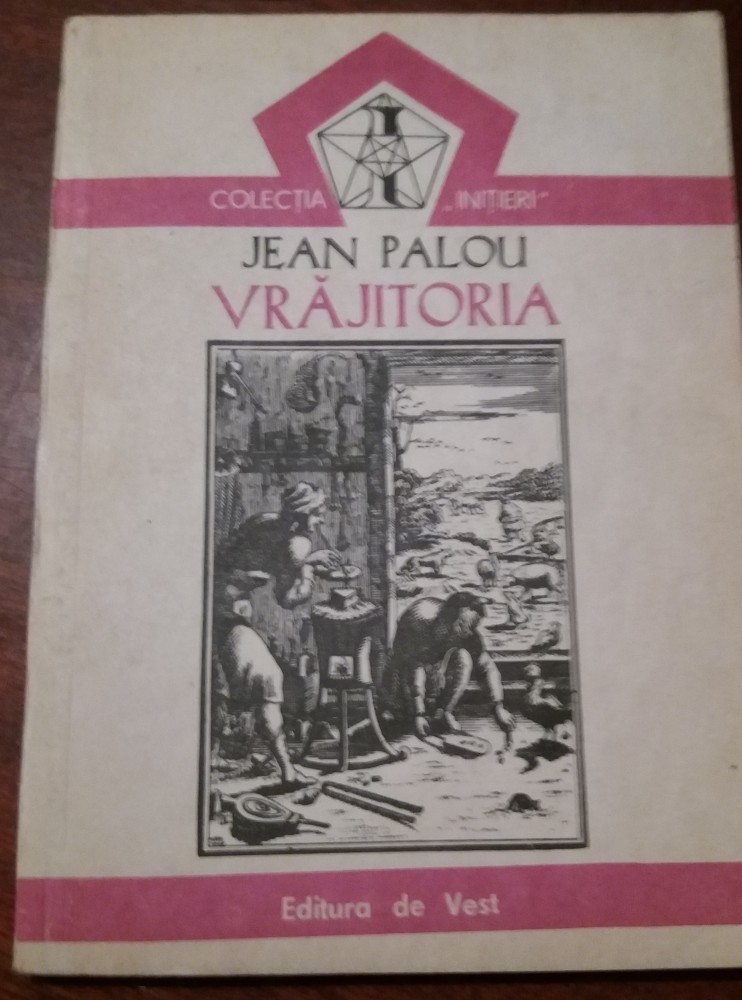 COLECȚIA „INIȚIERI”
JEAN PALOU
VRĂJITORIA
Editura de Vest